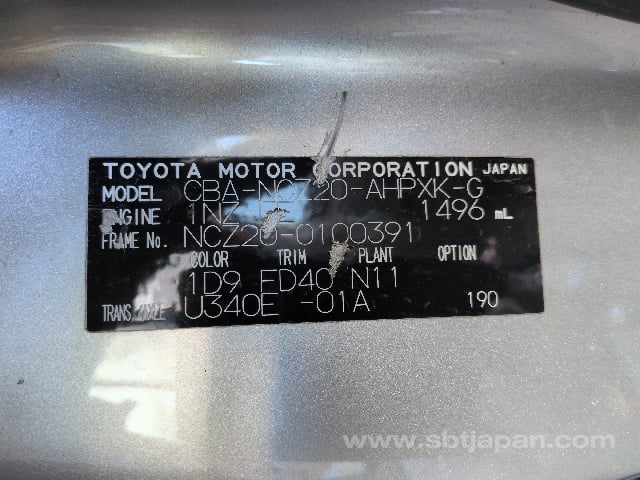 TOYOTA MOTOR CORPORATION JAPAN
MODEL CBA-NCZ20-AHPXK-G
ENGINE 1NZ 1496 mL
FRAME No. NCZ20-0100391
COLOR TRIM PLANT OPTION
1D9 ED40 N11
TRANS./AXLE U340E -01A 190
www.sbtjapan.com